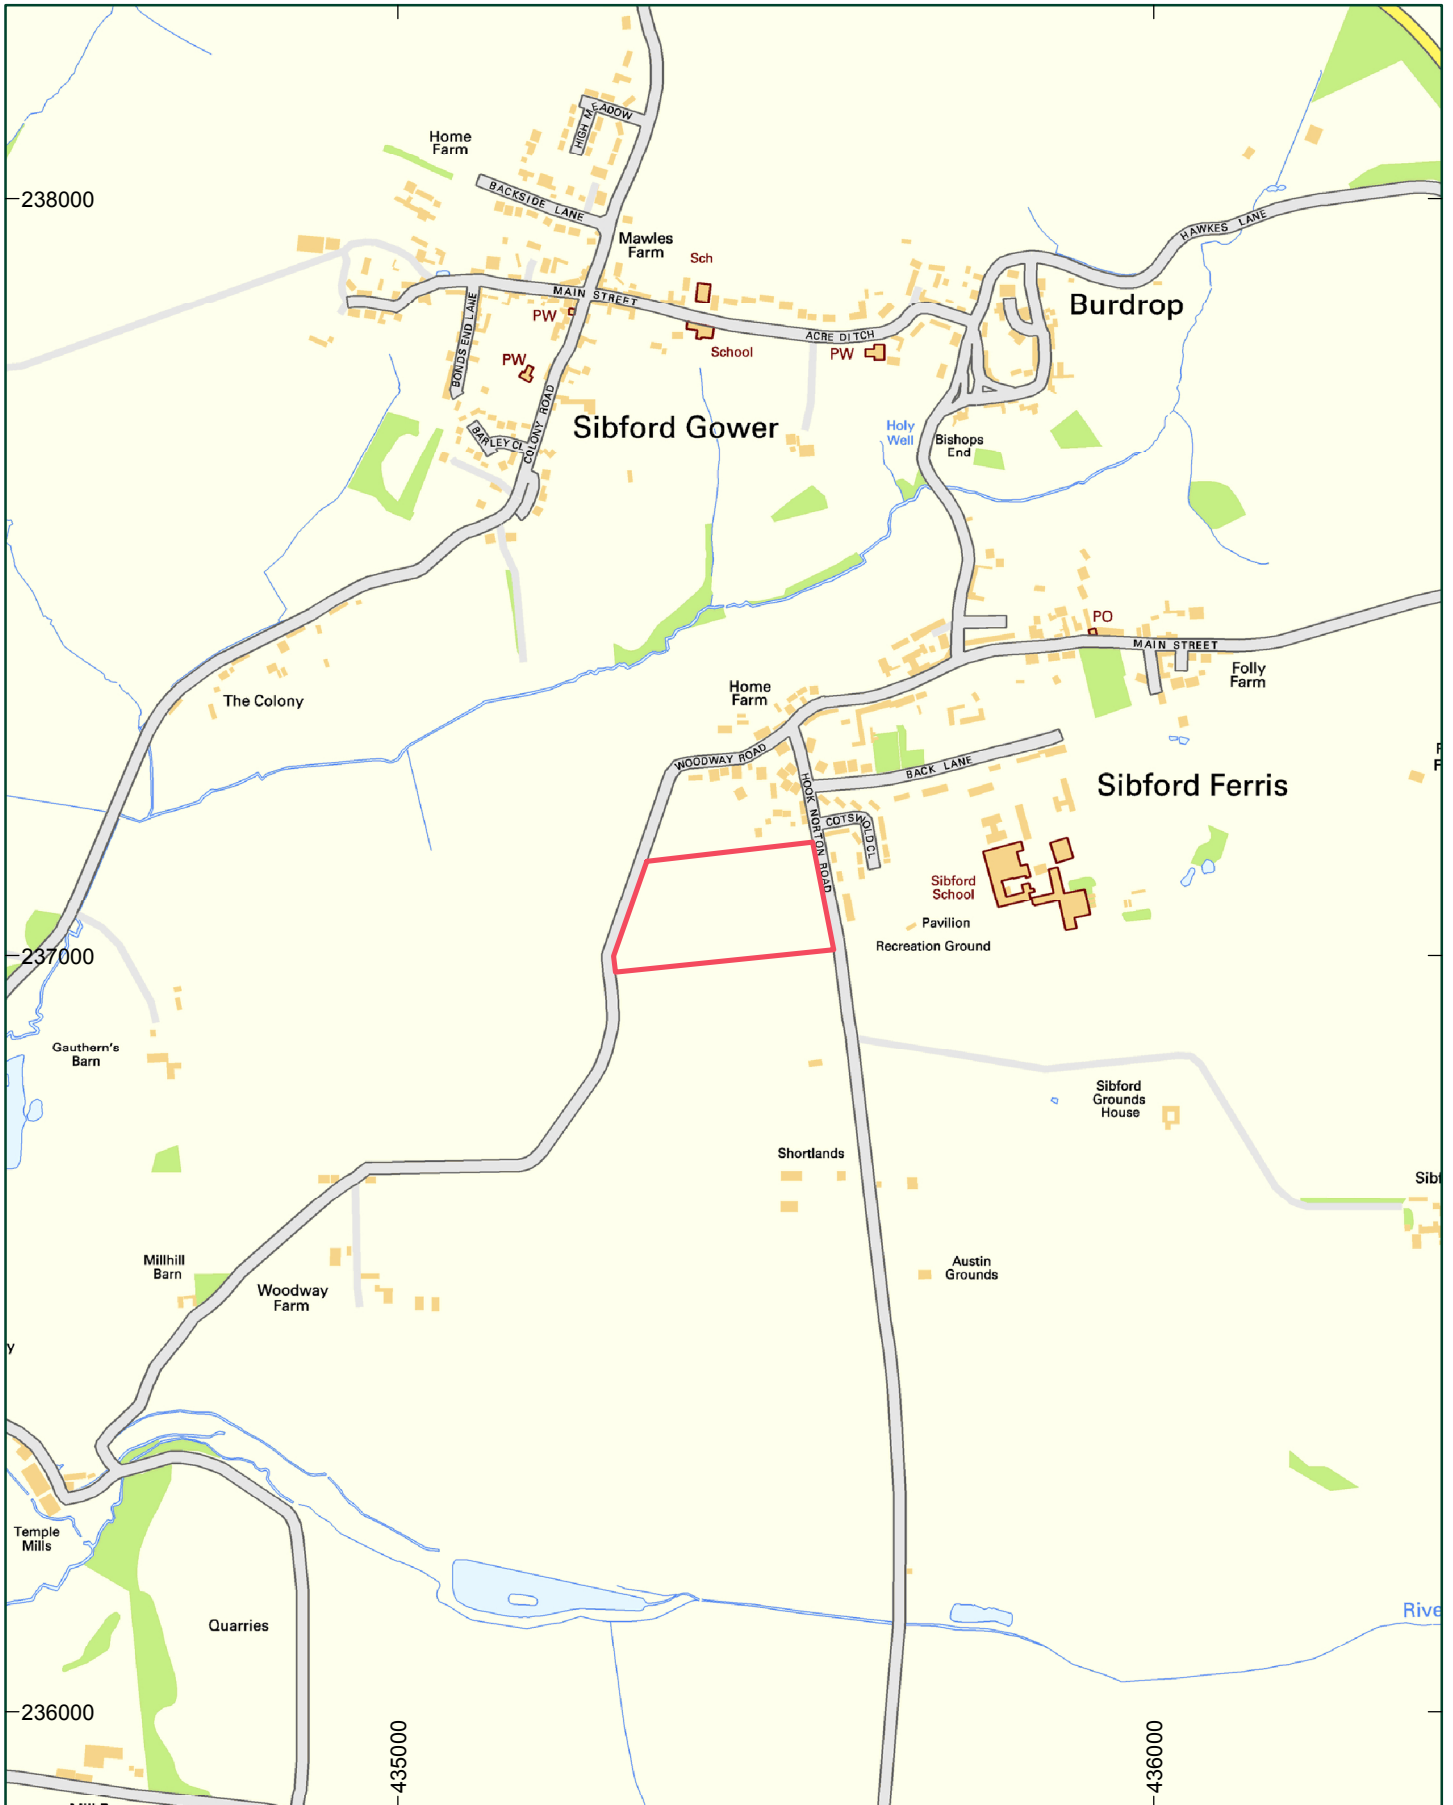 HIGH MEADOW
Home
Farm
BACKSIDE LANE
238000
HAWKES LANE
Mawles
Farm
Sch
MAIN STREET
Burdrop
PW
BONDS END LANE
School
ACRE DITCH
PW
PW
COLONY ROAD
Sibford Gower
BARLEY CL
Holy
Well
Bishops
End
PO
MAIN STREET
Folly
Farm
The Colony
Home
Farm
WOODWAY ROAD
BACK LANE
HOOK NORTON ROAD
Sibford Ferris
F
F
COTSWOLD CL
Sibford
School
Pavilion
Recreation Ground
237000
Gauthern's
Barn
Sibford
Grounds
House
Shortlands
Sibf
Millhill
Barn
Woodway
Farm
Austin
Grounds
y
Temple
Mills
Quarries
Rive
236000
435000
436000